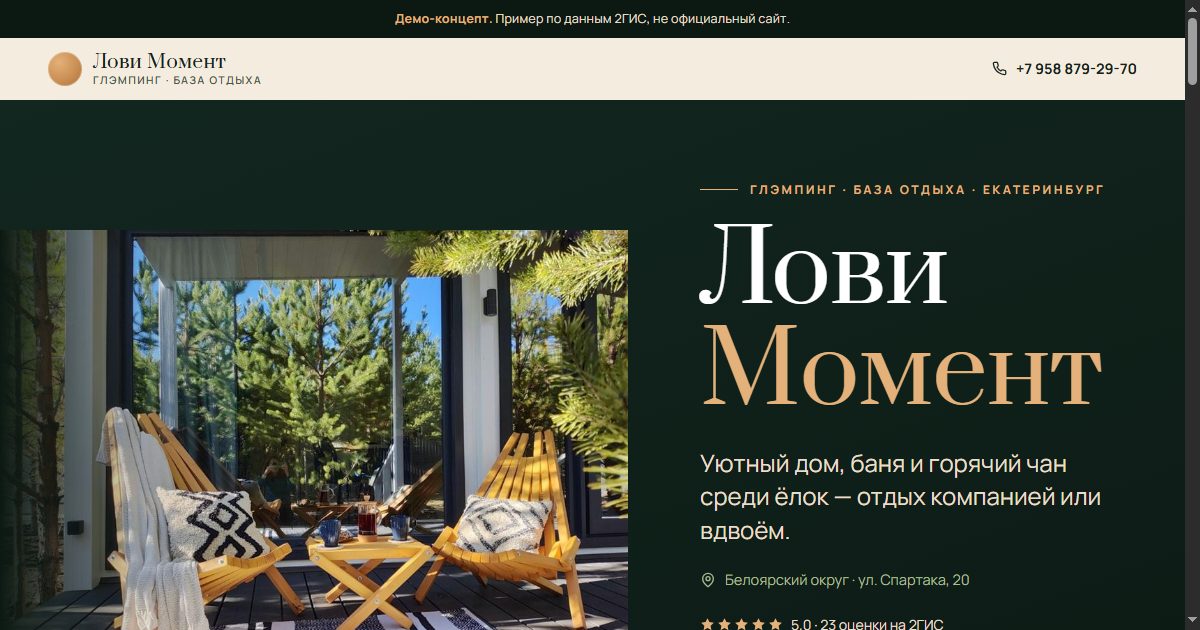 Демо-концепт. Пример по данным 2ГИС, не официальный сайт.
Лови Момент
ГЛЭМПИНГ · БАЗА ОТДЫХА
+7 958 879-29-70
ГЛЭМПИНГ · БАЗА ОТДЫХА · ЕКАТЕРИНБУРГ
Лови
Момент
Уютный дом, баня и горячий чан
среди ёлок — отдых компанией или
вдвоём.
Белоярский округ · ул. Спартака, 20
5.0 · 23 оценки на 2ГИС